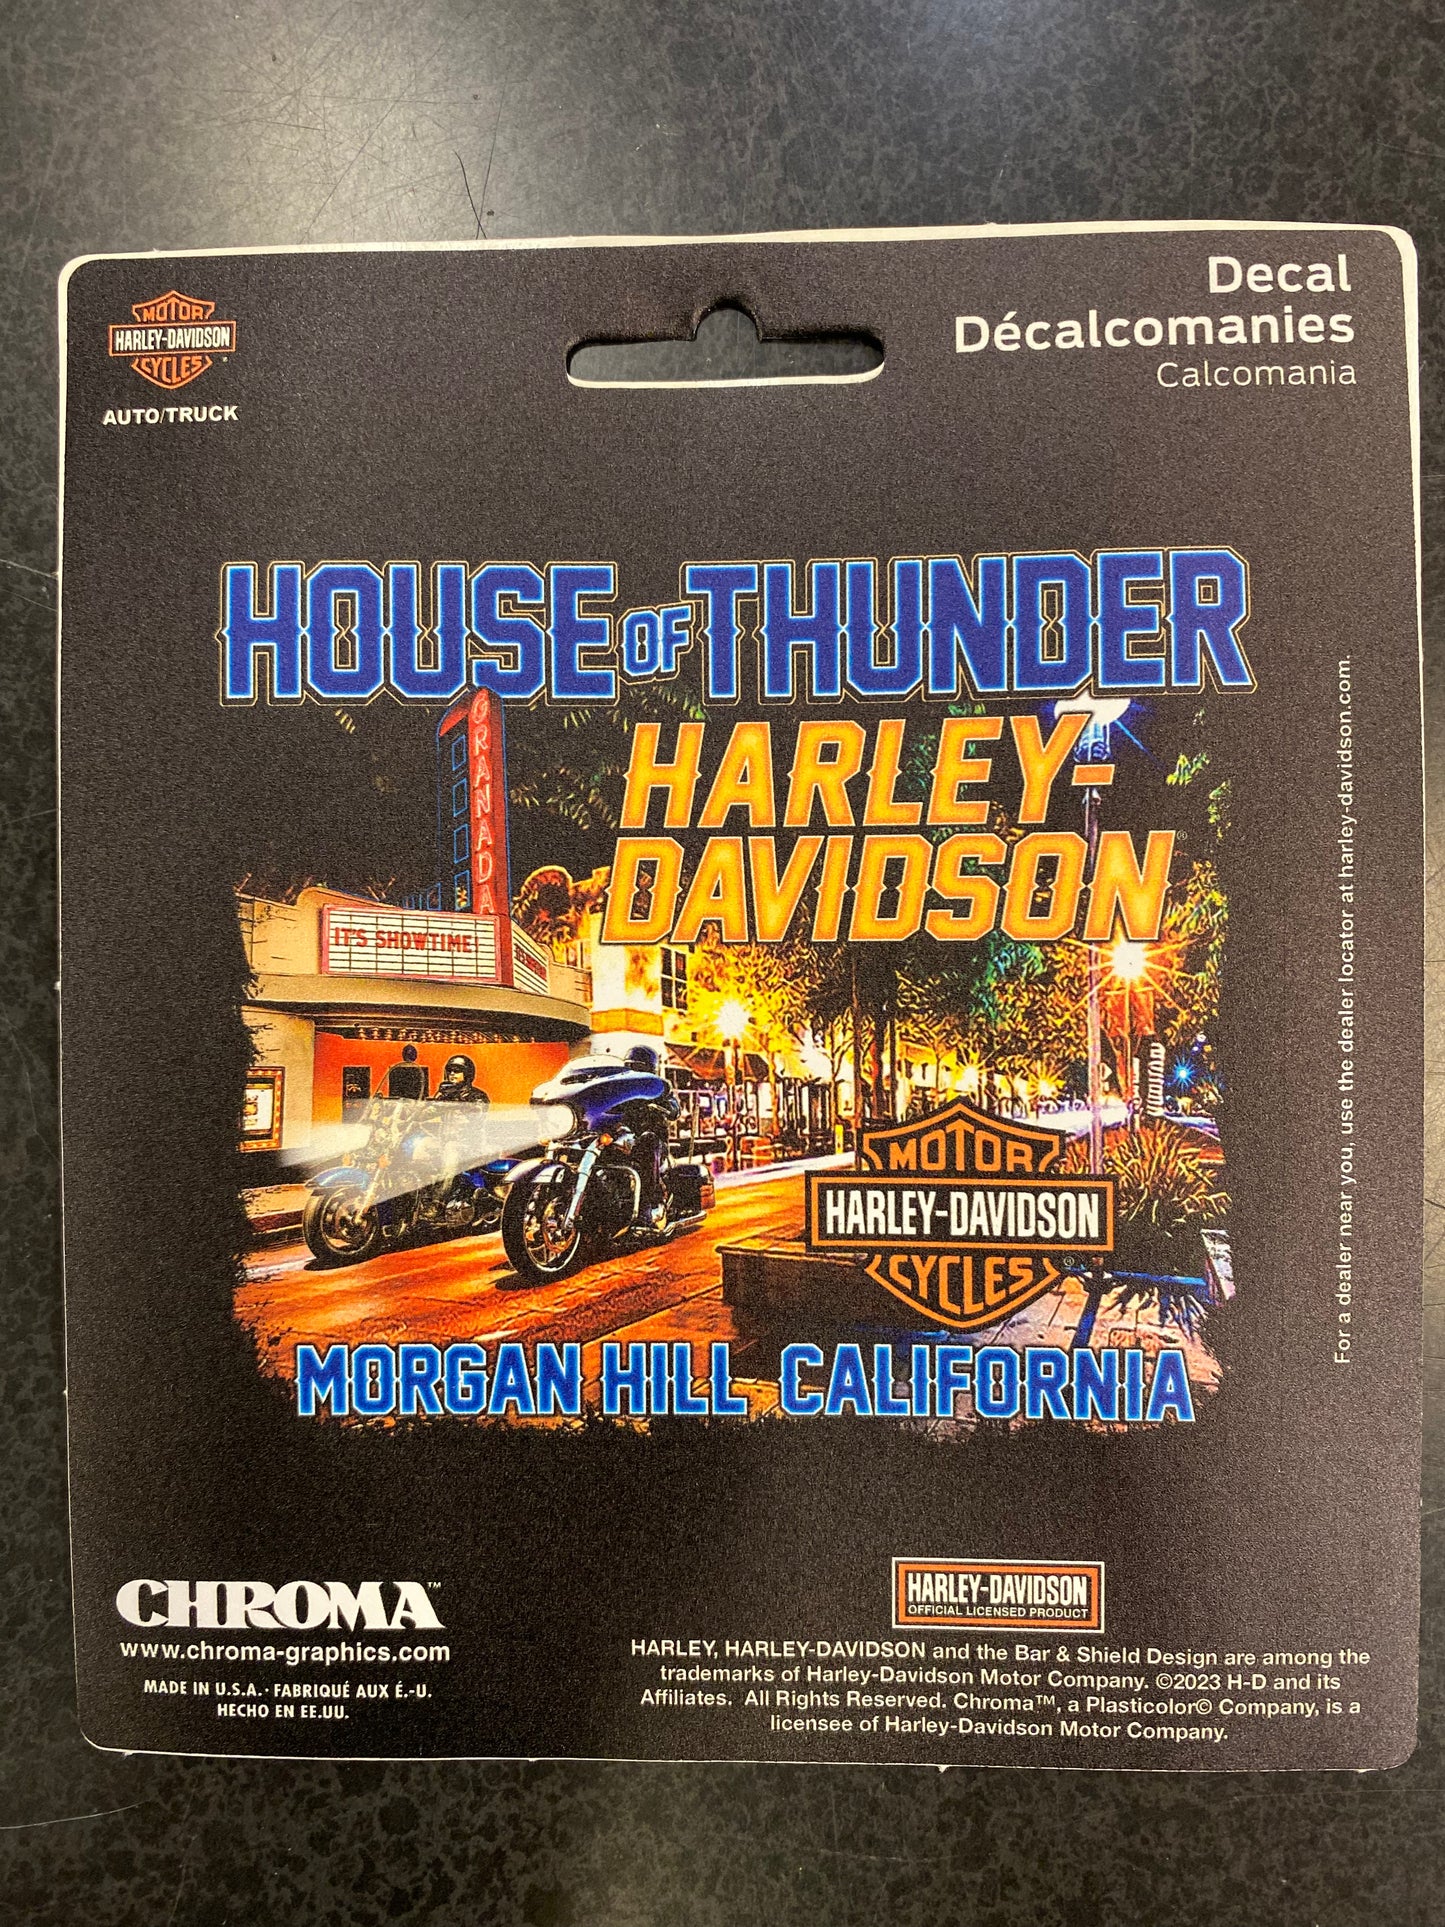 MOTOR
HARLEY-DAVIDSON
CYCLES
AUTO/TRUCK
Decal
Décalcomanies
Calcomania
HOUSE OF THUNDER
HARLEY-
DAVIDSON®
GRANADA
IT'S SHOWTIME!
MOTOR
HARLEY-DAVIDSON
CYCLES®
MORGAN HILL CALIFORNIA
For a dealer near you, use the dealer locator at harley-davidson.com.
CHROMA™
www.chroma-graphics.com
MADE IN U.S.A. · FABRIQUÉ AUX É.-U.
HECHO EN EE.UU.
HARLEY-DAVIDSON
OFFICIAL LICENSED PRODUCT
HARLEY, HARLEY-DAVIDSON and the Bar & Shield Design are among the
trademarks of Harley-Davidson Motor Company. ©2023 H-D and its
Affiliates. All Rights Reserved. Chroma™, a Plasticolor© Company, is a
licensee of Harley-Davidson Motor Company.